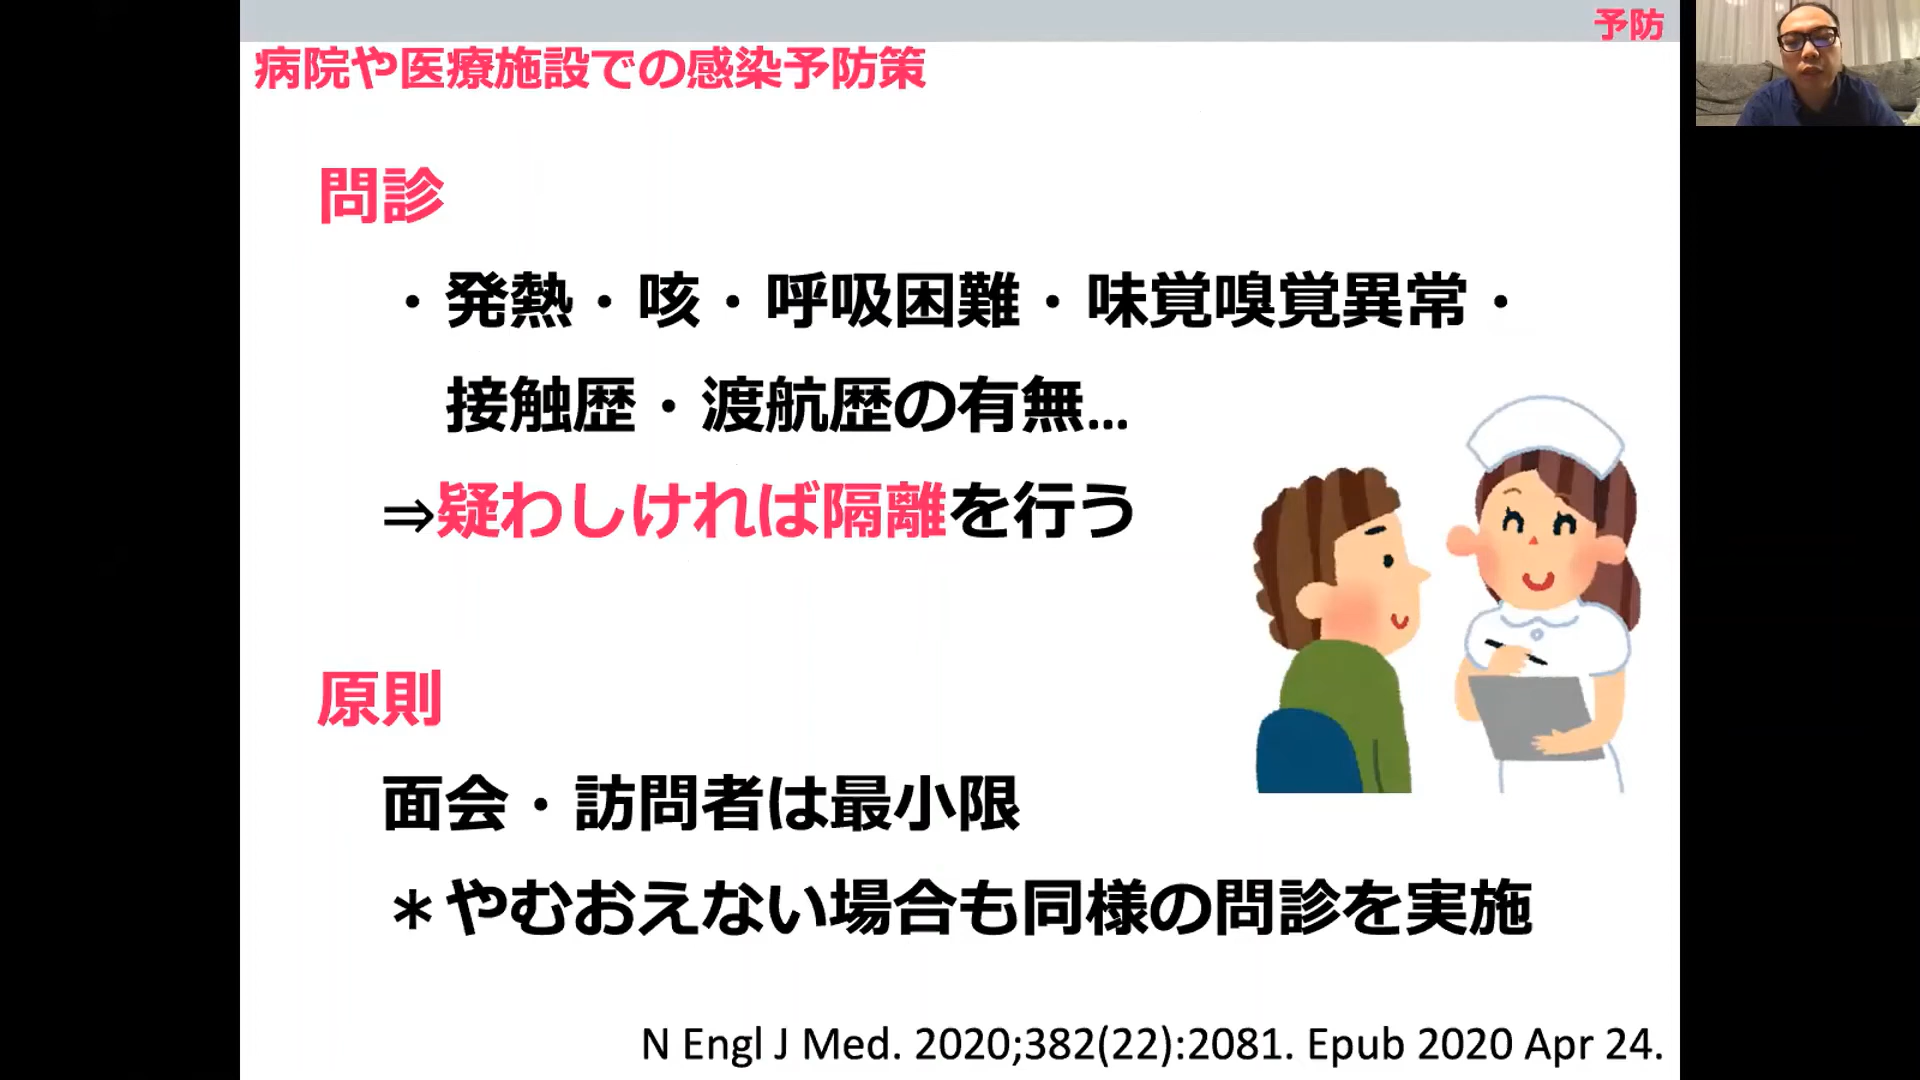 予防
病院や医療施設での感染予防策
問診
・発熱・咳・呼吸困難・味覚嗅覚異常・
接触歴・渡航歴の有無...
⇒疑わしければ隔離を行う
原則
面会・訪問者は最小限
＊やむおえない場合も同様の問診を実施
N Engl J Med. 2020;382(22):2081. Epub 2020 Apr 24.